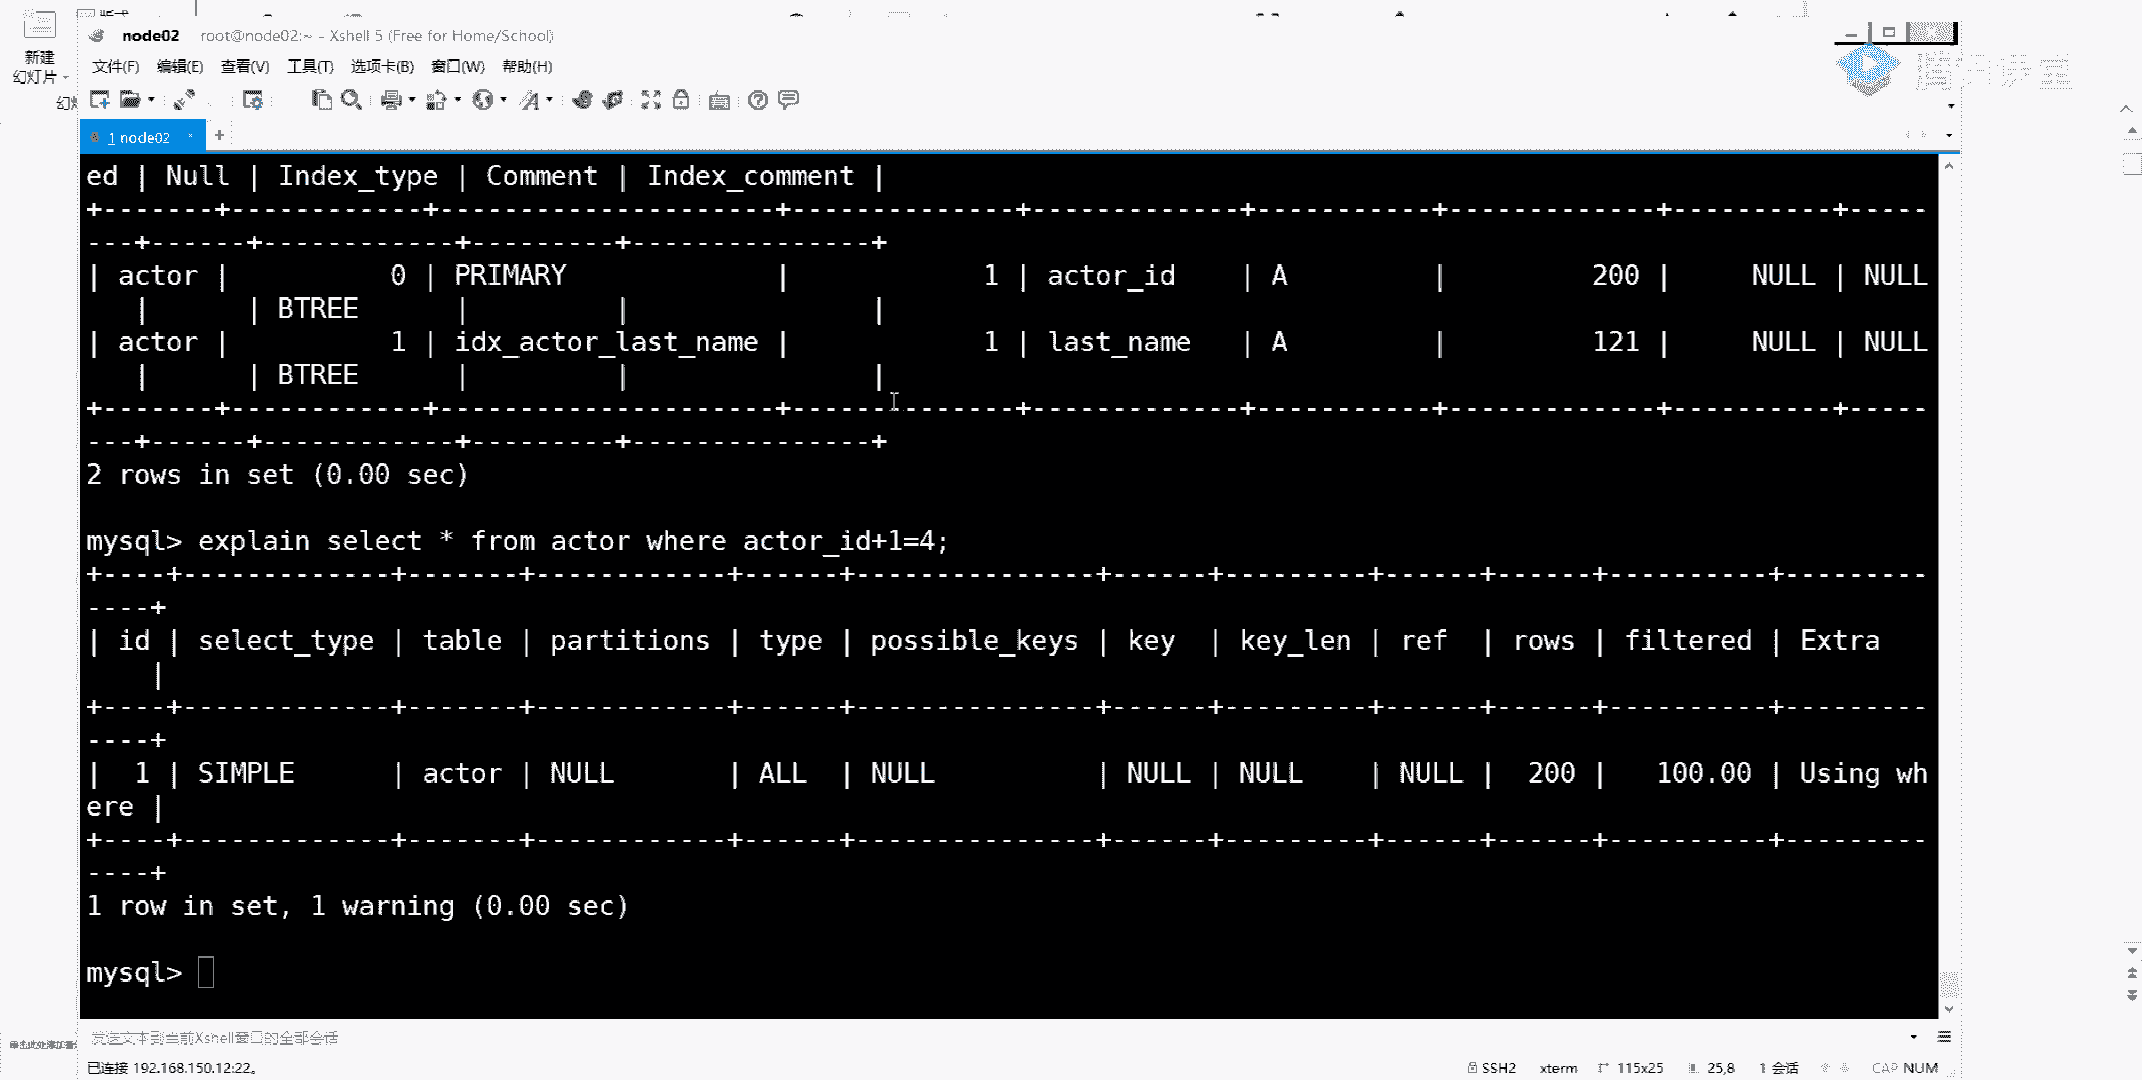 新建
幻灯片
node02 root@node02:~ - Xshell 5 (Free for Home/School)
文件(F) 编辑(E) 查看(V) 工具(T) 选项卡(B) 窗口(W) 帮助(H)
腾讯课堂
1 node02
ed | Null | Index_type | Comment | Index_comment |
+-------+------------+---------------------+--------------+-------------+-----------+-------------+----------+-----
---+------+------------+---------+---------------+
| actor |          0 | PRIMARY             |            1 | actor_id    | A         |         200 |     NULL | NULL
   |      | BTREE      |         |               |
| actor |          1 | idx_actor_last_name |            1 | last_name   | A         |         121 |     NULL | NULL
   |      | BTREE      |         |               |
+-------+------------+---------------------+--------------+-------------+-----------+-------------+----------+-----
---+------+------------+---------+---------------+
2 rows in set (0.00 sec)
mysql> explain select * from actor where actor_id+1=4;
+----+-------------+-------+------------+------+---------------+------+---------+------+------+----------+---------
----+
| id | select_type | table | partitions | type | possible_keys | key  | key_len | ref  | rows | filtered | Extra
    |
+----+-------------+-------+------------+------+---------------+------+---------+------+------+----------+---------
----+
|  1 | SIMPLE      | actor | NULL       | ALL  | NULL          | NULL | NULL    | NULL |  200 |   100.00 | Using wh
ere |
+----+-------------+-------+------------+------+---------------+------+---------+------+------+----------+---------
----+
1 row in set, 1 warning (0.00 sec)
mysql>
发送文本到当前Xshell窗口的全部会话
已连接 192.168.150.12:22。 SSH2 xterm 115x25 25,8 1 会话 CAP NUM